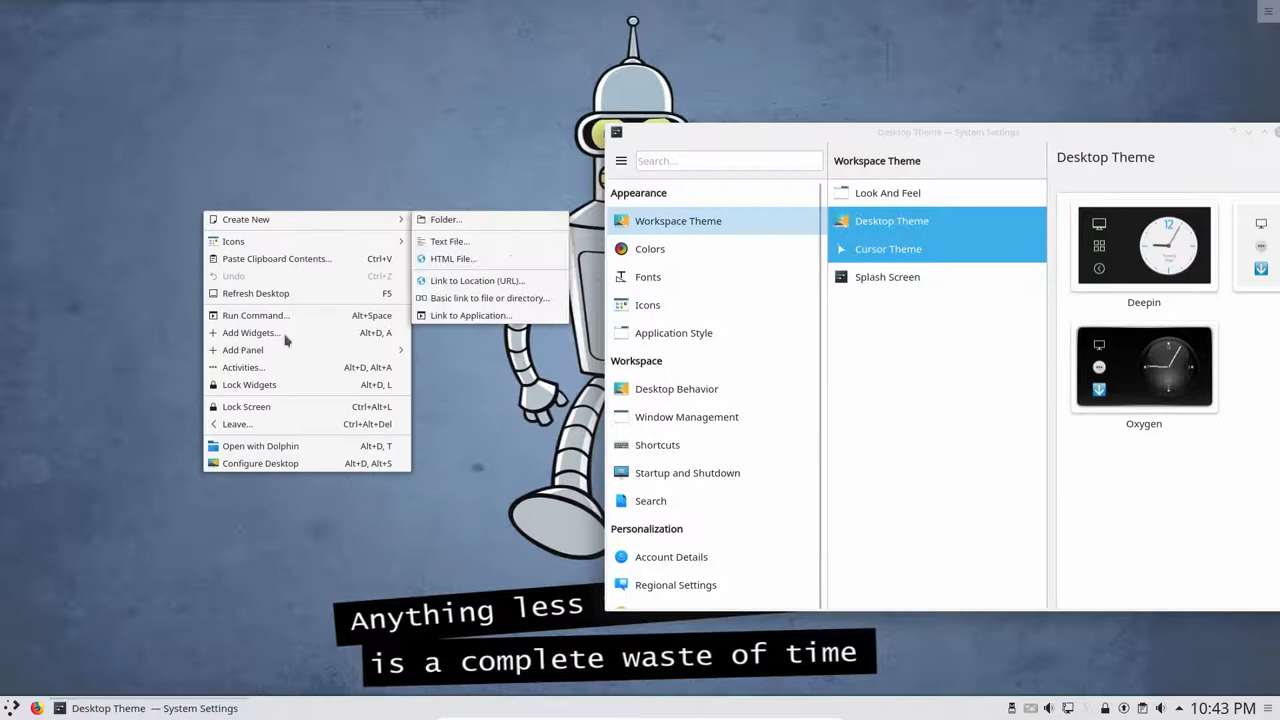 Create New
Icons
Paste Clipboard Contents... Ctrl+V
Undo Ctrl+Z
Refresh Desktop F5
Run Command... Alt+Space
Add Widgets... Alt+D, A
Add Panel
Activities... Alt+D, Alt+A
Lock Widgets Alt+D, L
Lock Screen Ctrl+Alt+L
Leave... Ctrl+Alt+Del
Open with Dolphin Alt+D, T
Configure Desktop Alt+D, Alt+S
Folder...
Text File...
HTML File...
Link to Location (URL)...
Basic link to file or directory...
Link to Application...
Desktop Theme — System Settings
Search...
Appearance
Workspace Theme
Colors
Fonts
Icons
Application Style
Workspace
Desktop Behavior
Window Management
Shortcuts
Startup and Shutdown
Search
Personalization
Account Details
Regional Settings
Workspace Theme
Look And Feel
Desktop Theme
Cursor Theme
Splash Screen
Desktop Theme
12
Deepin
Oxygen
Anything less
is a complete waste of time
Desktop Theme — System Settings
10:43 PM